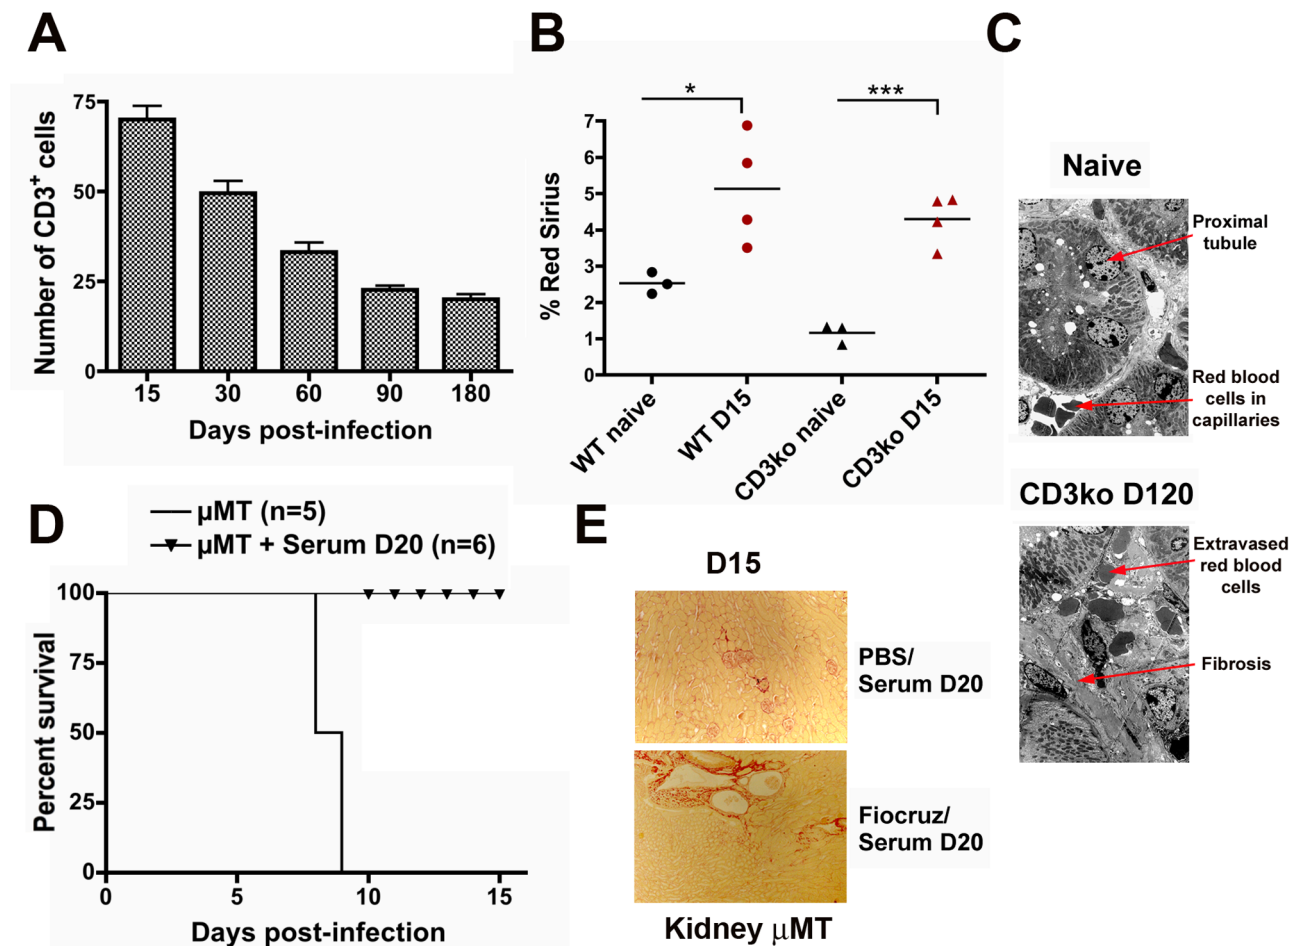 A
75
50
25
0
Number of CD3+ cells
15 30 60 90 180
Days post-infection
B
* ***
7
6
5
4
3
2
1
0
% Red Sirius
WT naive
WT D15
CD3ko naive
CD3ko D15
C
Naive
Proximal
tubule
Red blood
cells in
capillaries
CD3ko D120
Extravased
red blood
cells
Fibrosis
D
µMT (n=5)
µMT + Serum D20 (n=6)
100
75
50
25
0
Percent survival
0 5 10 15
Days post-infection
E
D15
PBS/
Serum D20
Fiocruz/
Serum D20
Kidney µMT